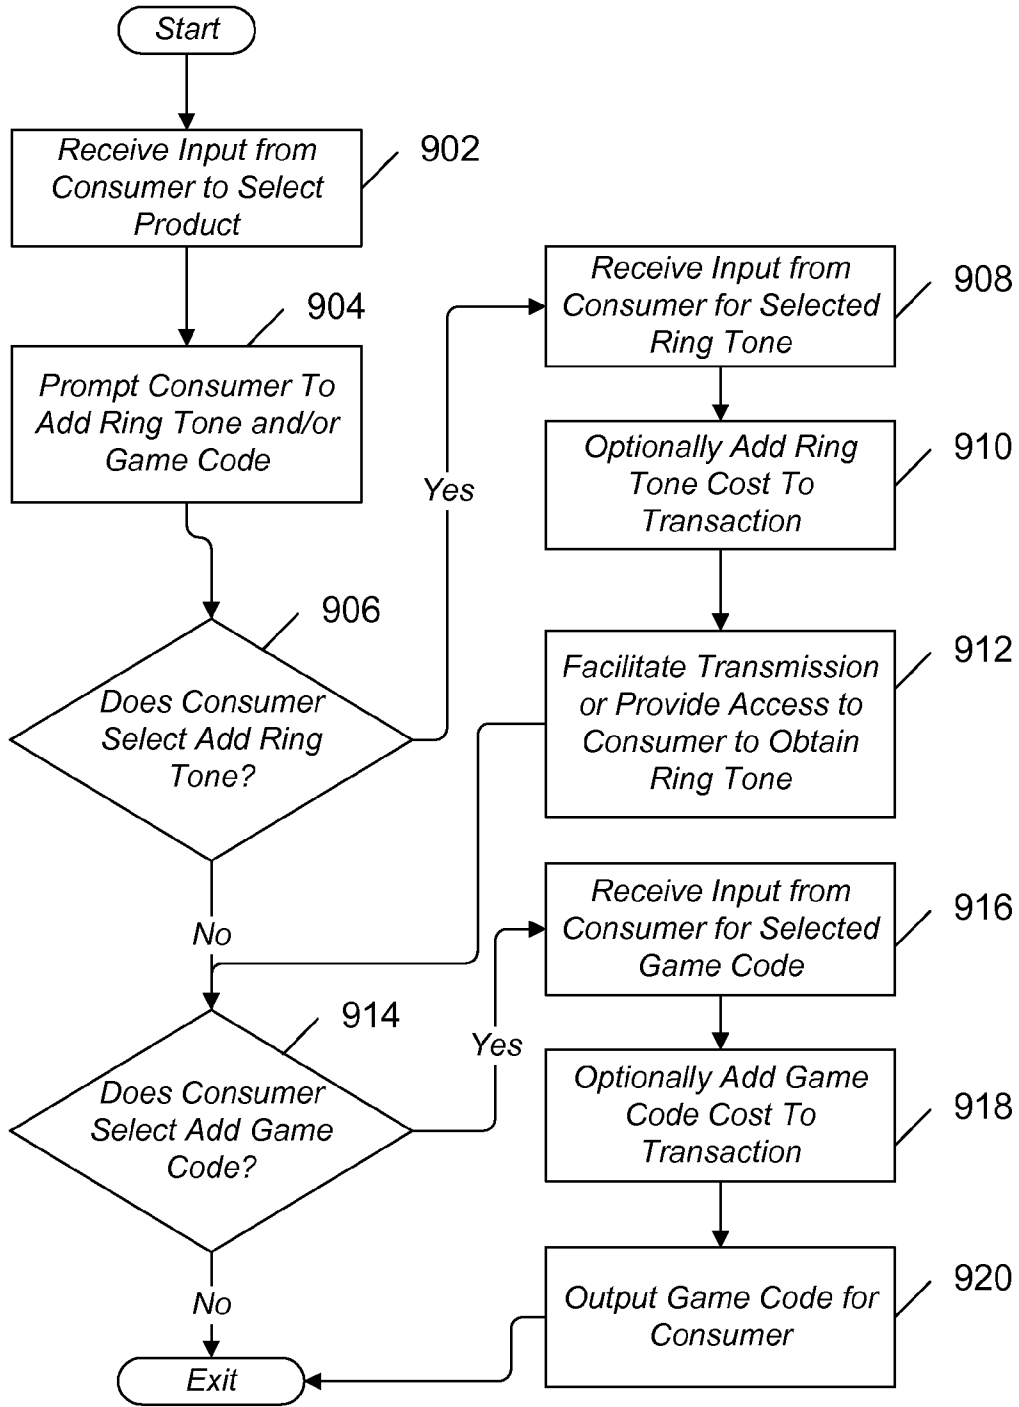 Start
Receive Input from
Consumer to Select
Product
902
904
Prompt Consumer To
Add Ring Tone and/or
Game Code
906
Does Consumer
Select Add Ring
Tone?
Yes
No
Receive Input from
Consumer for Selected
Ring Tone
908
Optionally Add Ring
Tone Cost To
Transaction
910
Facilitate Transmission
or Provide Access to
Consumer to Obtain
Ring Tone
912
914
Does Consumer
Select Add Game
Code?
Yes
No
Receive Input from
Consumer for Selected
Game Code
916
Optionally Add Game
Code Cost To
Transaction
918
Output Game Code for
Consumer
920
Exit